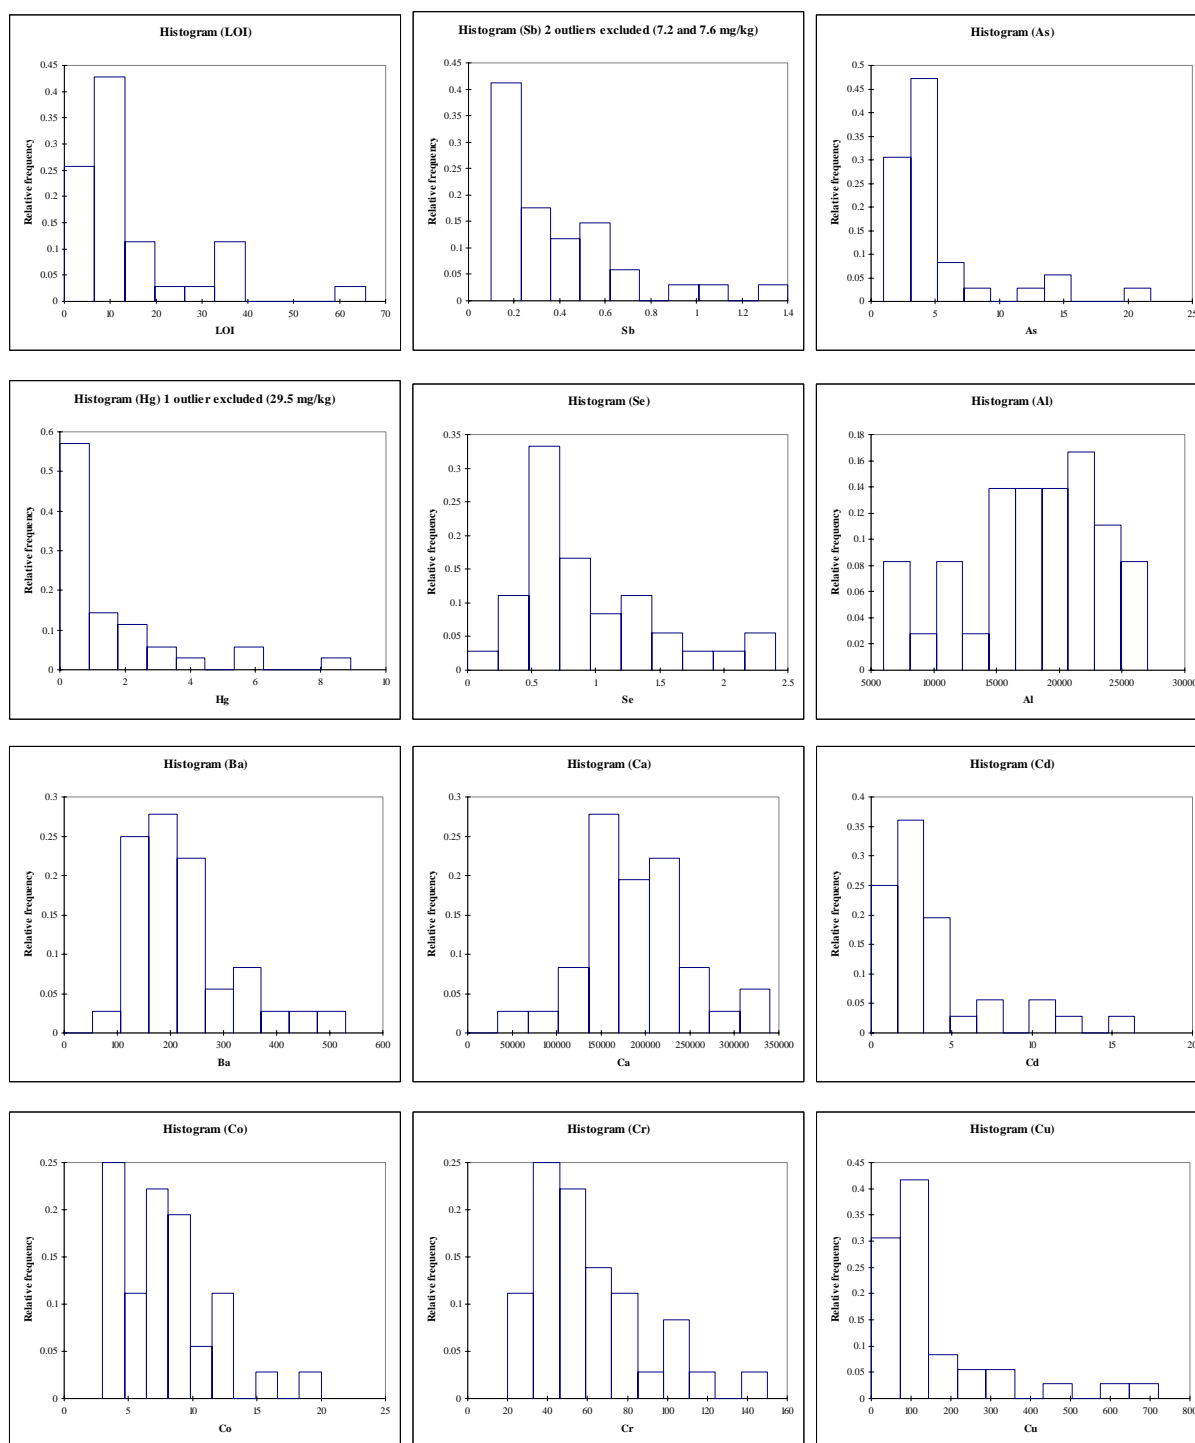 Histogram (LOI)
Relative frequency
0.45
0.4
0.35
0.3
0.25
0.2
0.15
0.1
0.05
0
0 10 20 30 40 50 60 70
LOI
Histogram (Sb) 2 outliers excluded (7.2 and 7.6 mg/kg)
Relative frequency
0.45
0.4
0.35
0.3
0.25
0.2
0.15
0.1
0.05
0
0 0.2 0.4 0.6 0.8 1 1.2 1.4
Sb
Histogram (As)
Relative frequency
0.5
0.45
0.4
0.35
0.3
0.25
0.2
0.15
0.1
0.05
0
0 5 10 15 20 25
As
Histogram (Hg) 1 outlier excluded (29.5 mg/kg)
Relative frequency
0.6
0.5
0.4
0.3
0.2
0.1
0
0 2 4 6 8 10
Hg
Histogram (Se)
Relative frequency
0.35
0.3
0.25
0.2
0.15
0.1
0.05
0
0 0.5 1 1.5 2 2.5
Se
Histogram (Al)
Relative frequency
0.18
0.16
0.14
0.12
0.1
0.08
0.06
0.04
0.02
0
5000 10000 15000 20000 25000 30000
Al
Histogram (Ba)
Relative frequency
0.3
0.25
0.2
0.15
0.1
0.05
0
0 100 200 300 400 500 600
Ba
Histogram (Ca)
Relative frequency
0.3
0.25
0.2
0.15
0.1
0.05
0
0 50000 100000 150000 200000 250000 300000 350000
Ca
Histogram (Cd)
Relative frequency
0.4
0.35
0.3
0.25
0.2
0.15
0.1
0.05
0
0 5 10 15 20
Cd
Histogram (Co)
Relative frequency
0.25
0.2
0.15
0.1
0.05
0
0 5 10 15 20 25
Co
Histogram (Cr)
Relative frequency
0.25
0.2
0.15
0.1
0.05
0
0 20 40 60 80 100 120 140 160
Cr
Histogram (Cu)
Relative frequency
0.45
0.4
0.35
0.3
0.25
0.2
0.15
0.1
0.05
0
0 100 200 300 400 500 600 700 800
Cu